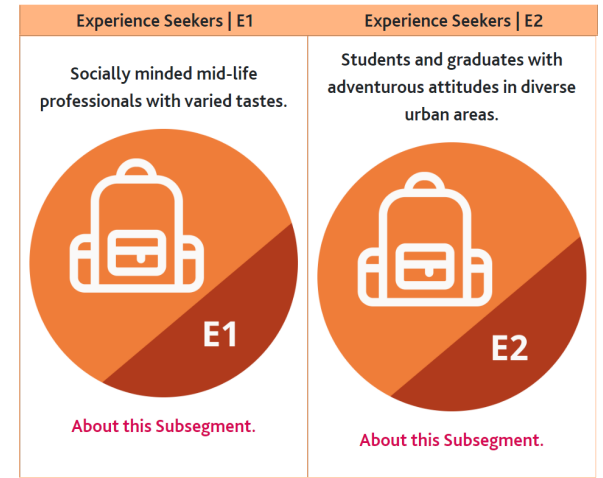 Experience Seekers | E1
Socially minded mid-life
professionals with varied tastes.
E1
About this Subsegment.
Experience Seekers | E2
Students and graduates with
adventurous attitudes in diverse
urban areas.
E2
About this Subsegment.